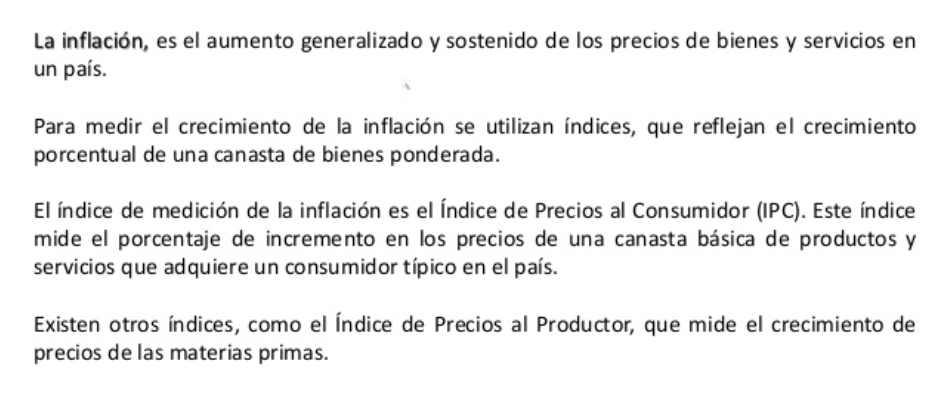 La inflación, es el aumento generalizado y sostenido de los precios de bienes y servicios en
un país.
Para medir el crecimiento de la inflación se utilizan índices, que reflejan el crecimiento
porcentual de una canasta de bienes ponderada.
El índice de medición de la inflación es el Índice de Precios al Consumidor (IPC). Este índice
mide el porcentaje de incremento en los precios de una canasta básica de productos y
servicios que adquiere un consumidor típico en el país.
Existen otros índices, como el Índice de Precios al Productor, que mide el crecimiento de
precios de las materias primas.